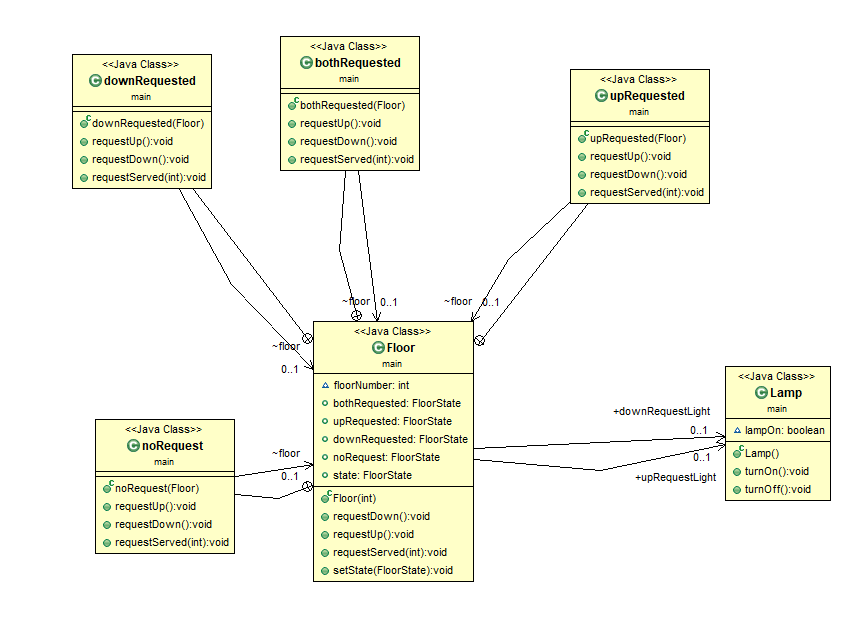 <<Java Class>>
downRequested
main
downRequested(Floor)
requestUp():void
requestDown():void
requestServed(int):void
<<Java Class>>
bothRequested
main
bothRequested(Floor)
requestUp():void
requestDown():void
requestServed(int):void
<<Java Class>>
upRequested
main
upRequested(Floor)
requestUp():void
requestDown():void
requestServed(int):void
~floor 0..1
~floor 0..1
~floor
0..1
<<Java Class>>
Floor
main
floorNumber: int
bothRequested: FloorState
upRequested: FloorState
downRequested: FloorState
noRequest: FloorState
state: FloorState
Floor(int)
requestDown():void
requestUp():void
requestServed(int):void
setState(FloorState):void
<<Java Class>>
noRequest
main
noRequest(Floor)
requestUp():void
requestDown():void
requestServed(int):void
~floor
0..1
+downRequestLight
0..1
0..1
+upRequestLight
<<Java Class>>
Lamp
main
lampOn: boolean
Lamp()
turnOn():void
turnOff():void